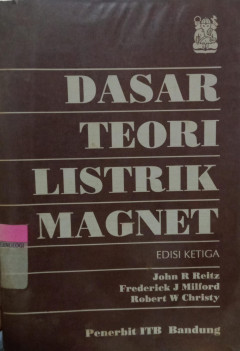 DASAR
TEORI
LISTRIK
MAGNET
EDISI KETIGA
John R Reitz
Frederick J Milford
Robert W Christy
Penerbit ITB Bandung